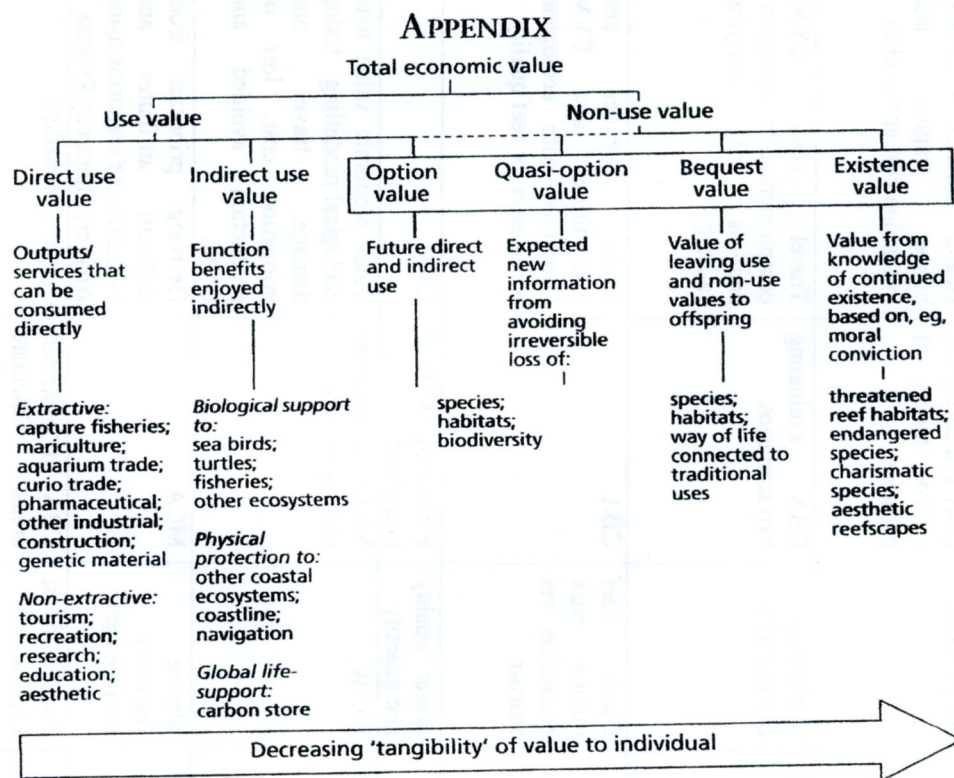 APPENDIX
Total economic value
Use value
Non-use value
Direct use
value
Indirect use
value
Option
value
Quasi-option
value
Bequest
value
Existence
value
Outputs/
services that
can be
consumed
directly
Function
benefits
enjoyed
indirectly
Future direct
and indirect
use
Expected
new
information
from
avoiding
irreversible
loss of:
Value of
leaving use
and non-use
values to
offspring
Value from
knowledge
of continued
existence,
based on, eg,
moral
conviction
Extractive:
capture fisheries;
mariculture;
aquarium trade;
curio trade;
pharmaceutical;
other industrial;
construction;
genetic material
Non-extractive:
tourism;
recreation;
research;
education;
aesthetic
Biological support
to:
sea birds;
turtles;
fisheries;
other ecosystems
Physical
protection to:
other coastal
ecosystems;
coastline;
navigation
Global life-
support:
carbon store
species;
habitats;
biodiversity
species;
habitats;
way of life
connected to
traditional
uses
threatened
reef habitats;
endangered
species;
charismatic
species;
aesthetic
reefscapes
Decreasing 'tangibility' of value to individual